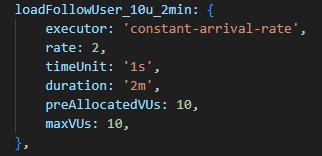 loadFollowUser_10u_2min: {
executor: 'constant-arrival-rate',
rate: 2,
timeUnit: '1s',
duration: '2m',
preAllocatedVUs: 10,
maxVUs: 10,
},